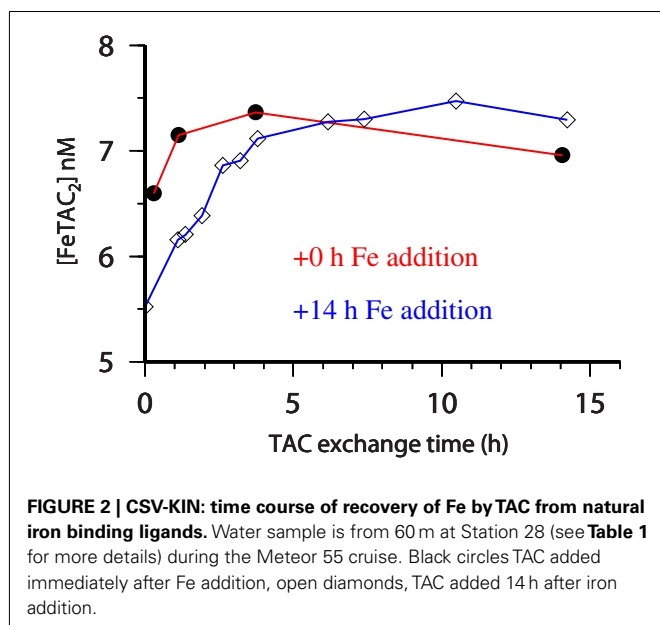 8
7
6
5
[FeTAC2] nM
+0 h Fe addition
+14 h Fe addition
0
5
10
15
TAC exchange time (h)
FIGURE 2 | CSV-KIN: time course of recovery of Fe by TAC from natural
iron binding ligands. Water sample is from 60 m at Station 28 (see Table 1
for more details) during the Meteor 55 cruise. Black circles TAC added
immediately after Fe addition, open diamonds, TAC added 14 h after iron
addition.